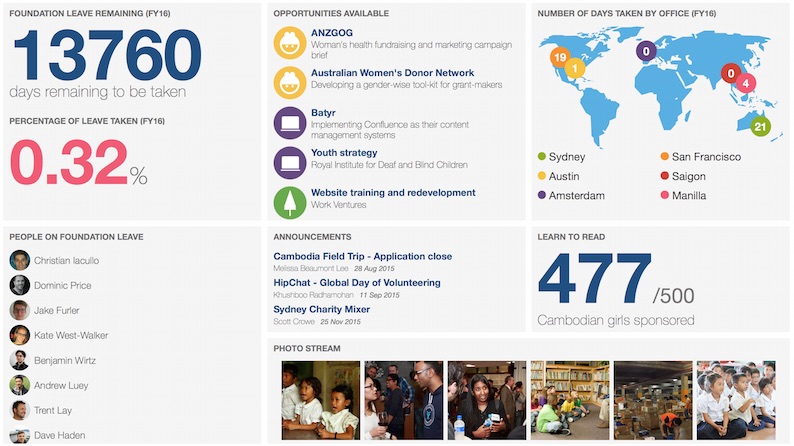 FOUNDATION LEAVE REMAINING (FY16)
13760
days remaining to be taken
PERCENTAGE OF LEAVE TAKEN (FY16)
0.32%
OPPORTUNITIES AVAILABLE
ANZGOG
Woman's health fundraising and marketing campaign
brief
Australian Women's Donor Network
Developing a gender-wise tool-kit for grant-makers
Batyr
Implementing Confluence as their content
management systems
Youth strategy
Royal Institute for Deaf and Blind Children
Website training and redevelopment
Work Ventures
NUMBER OF DAYS TAKEN BY OFFICE (FY16)
19
1
0
0
4
21
Sydney
San Francisco
Austin
Saigon
Amsterdam
Manilla
PEOPLE ON FOUNDATION LEAVE
Christian Iacullo
Dominic Price
Jake Furler
Kate West-Walker
Benjamin Wirtz
Andrew Luey
Trent Lay
Dave Haden
ANNOUNCEMENTS
Cambodia Field Trip - Application close
Melissa Beaumont Lee 28 Aug 2015
HipChat - Global Day of Volunteering
Khushboo Radhamohan 11 Sep 2015
Sydney Charity Mixer
Scott Crowe 25 Nov 2015
LEARN TO READ
477/500
Cambodian girls sponsored
PHOTO STREAM